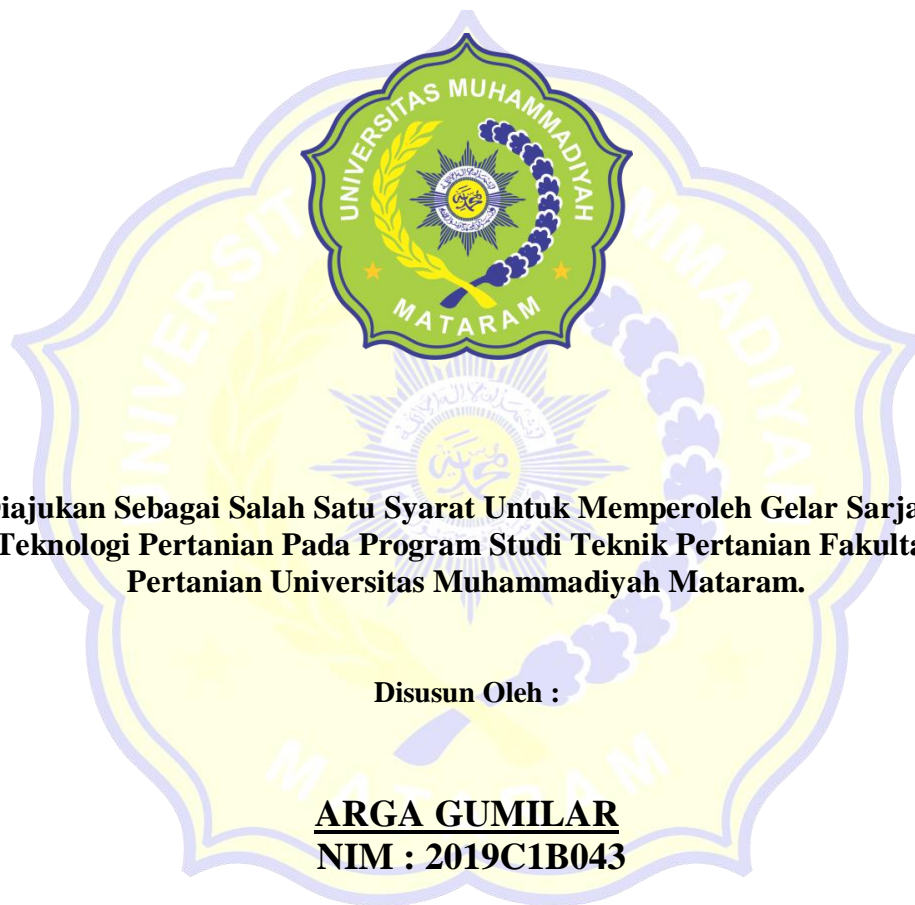 UNIVERSITAS MUHAMMADIYAH
MATARAM
iajukan Sebagai Salah Satu Syarat Untuk Memperoleh Gelar Sarja
Teknologi Pertanian Pada Program Studi Teknik Pertanian Fakulta
Pertanian Universitas Muhammadiyah Mataram.
Disusun Oleh :
ARGA GUMILAR
NIM : 2019C1B043